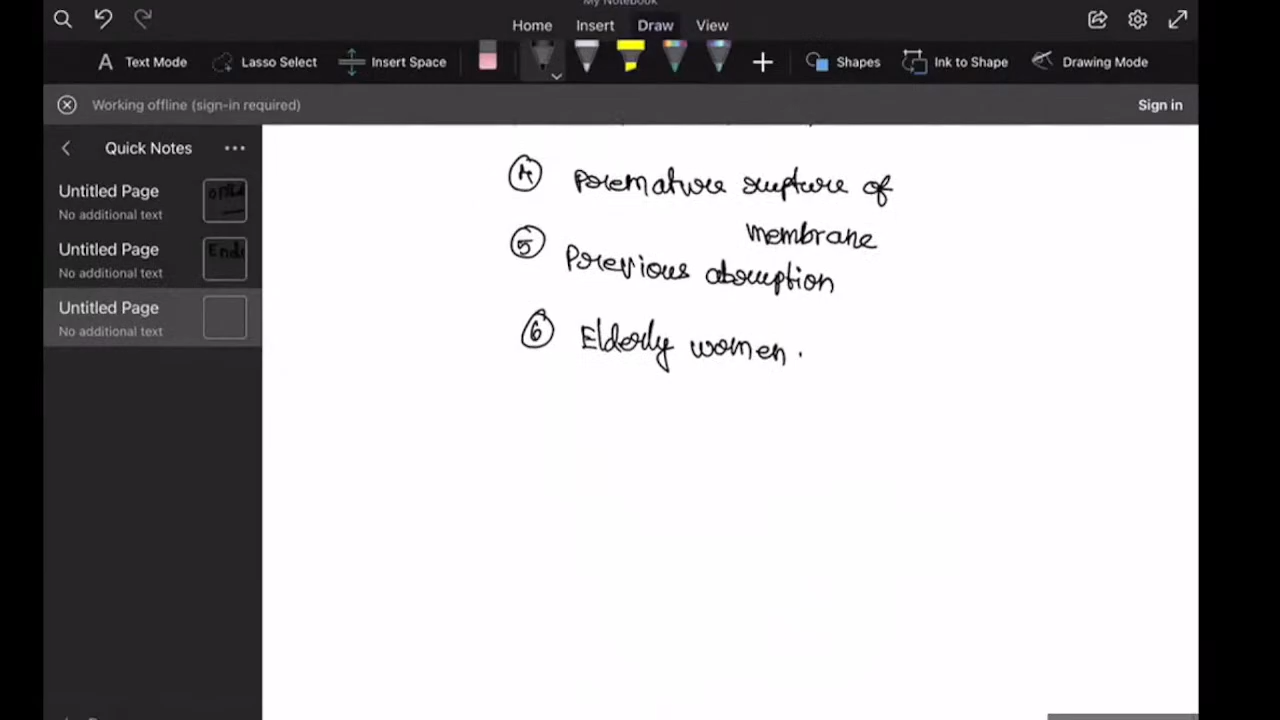 My Notebook
Home Insert Draw View
Text Mode Lasso Select Insert Space Shapes Ink to Shape Drawing Mode
Working offline (sign-in required) Sign in
Quick Notes
Untitled Page
No additional text
Untitled Page
No additional text
Untitled Page
No additional text
④ Premature rupture of
membrane
⑤ Previous abruption
⑥ Elderly women.